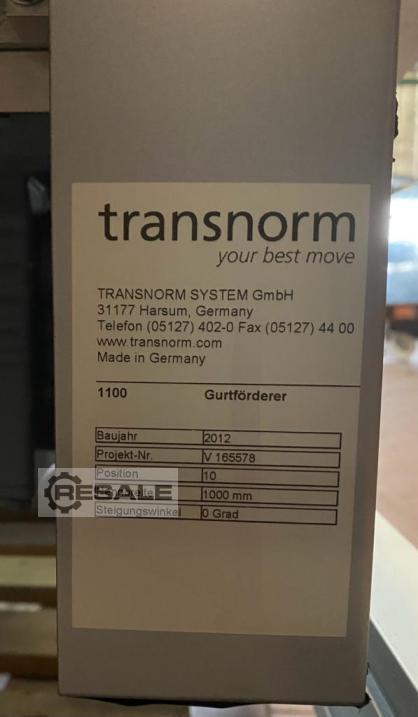 transnorm
your best move
TRANSNORM SYSTEM GmbH
31177 Harsum, Germany
Telefon (05127) 402-0 Fax (05127) 44 00
www.transnorm.com
Made in Germany
1100 Gurtförderer
Baujahr 2012
Projekt-Nr. V 165578
Position 10
1000 mm
RESALE
Steigungswinkel 0 Grad